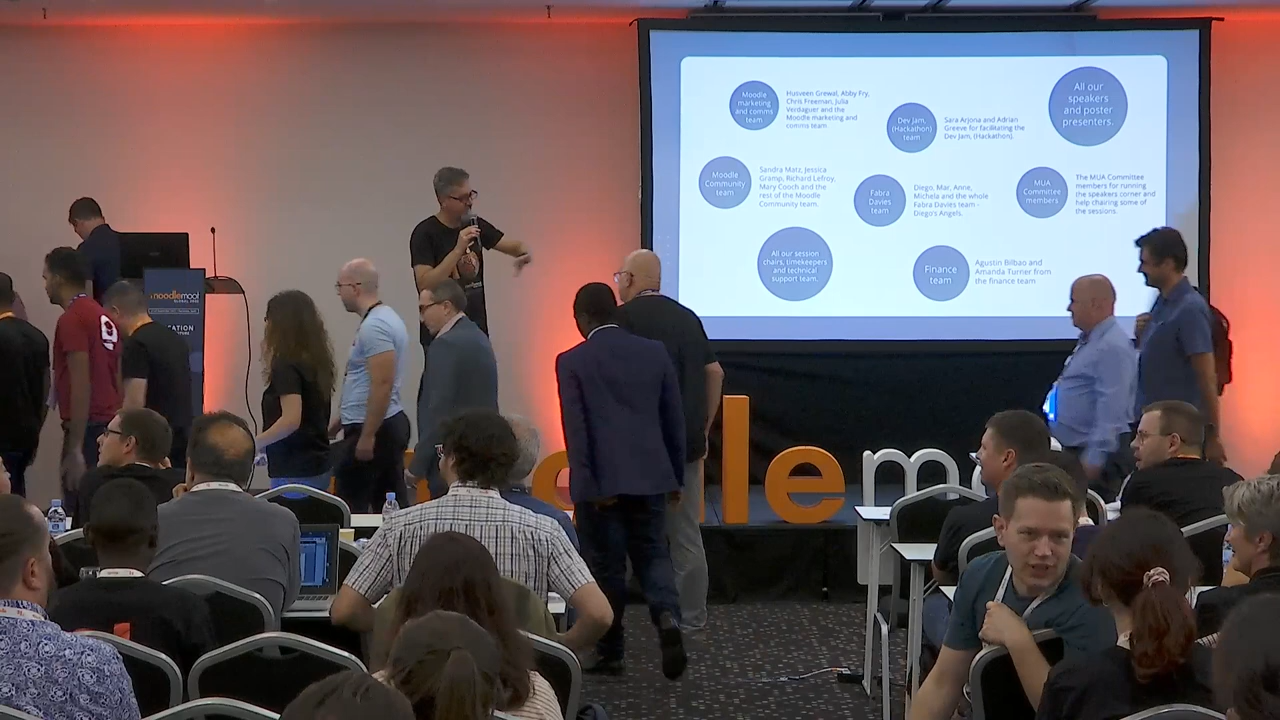 Moodle
marketing
and comms
team
Husveen Grewal, Abby Fry,
Chris Freeman, Julia
Verdaguer and the
Moodle marketing and
comms team
Dev Jam,
(Hackathon)
team
Sara Arjona and Adrian
Greeve for facilitating the
Dev Jam, (Hackathon).
All our
speakers
and poster
presenters.
Moodle
Community
team
Sandra Matz, Jessica
Gramp, Richard Lefroy,
Mary Cooch and the
rest of the Moodle
Community team.
Fabra
Davies
team
Diego, Mar, Anne,
Michela and the whole
Fabra Davies team -
Diego's Angels.
MUA
Committee
members
The MUA Committee
members for running
the speakers corner and
help chairing some of
the sessions.
All our session
chairs, timekeepers
and technical
support team.
Finance
team
Agustin Bilbao and
Amanda Turner from
the finance team
moodlemoot
GLOBAL